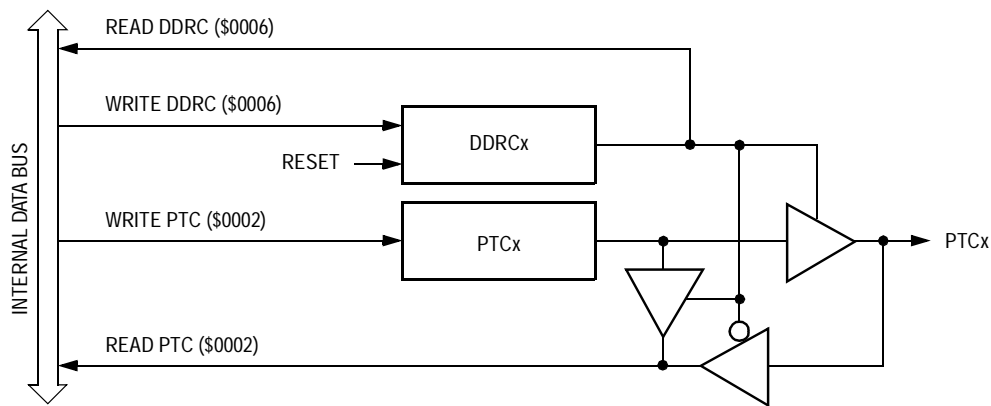 READ DDRC ($0006)
WRITE DDRC ($0006)
DDRCx
RESET
INTERNAL DATA BUS
WRITE PTC ($0002)
PTCx
PTCx
READ PTC ($0002)